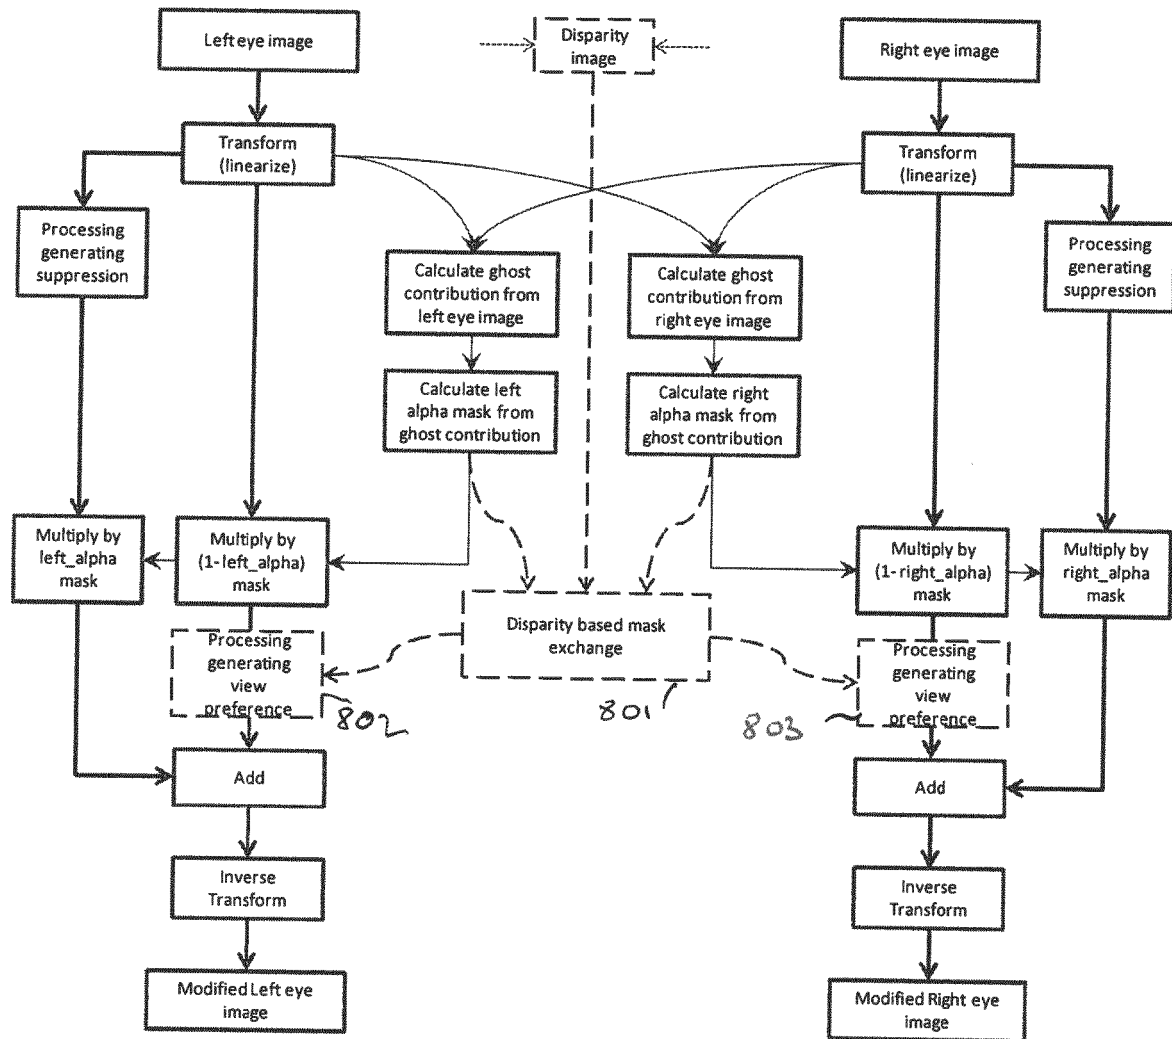 Left eye image
Disparity
image
Right eye image
Transform
(linearize)
Transform
(linearize)
Processing
generating
suppression
Calculate ghost
contribution from
left eye image
Calculate ghost
contribution from
right eye image
Processing
generating
suppression
Calculate left
alpha mask from
ghost contribution
Calculate right
alpha mask from
ghost contribution
Multiply by
left_alpha
mask
Multiply by
(1-left_alpha)
mask
Multiply by
(1-right_alpha)
mask
Multiply by
right_alpha
mask
Processing
generating
view
preference
802
Disparity based mask
exchange
801
Processing
generating
view
preference
803
Add
Add
Inverse
Transform
Inverse
Transform
Modified Left eye
image
Modified Right eye
image